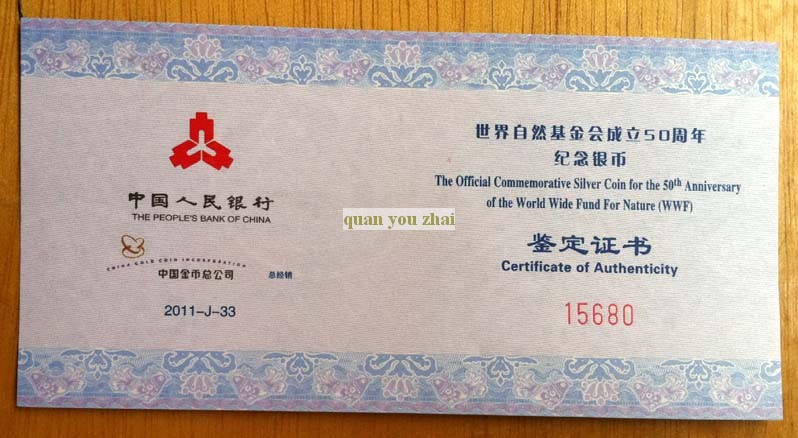 中国人民银行
THE PEOPLE'S BANK OF CHINA
CHINA GOLD COIN INCORPORATION
中国金币总公司 总经销
2011-J-33
世界自然基金会成立50周年
纪念银币
The Official Commemorative Silver Coin for the 50th Anniversary
of the World Wide Fund For Nature (WWF)
鉴定证书
Certificate of Authenticity
15680
quan you zhai